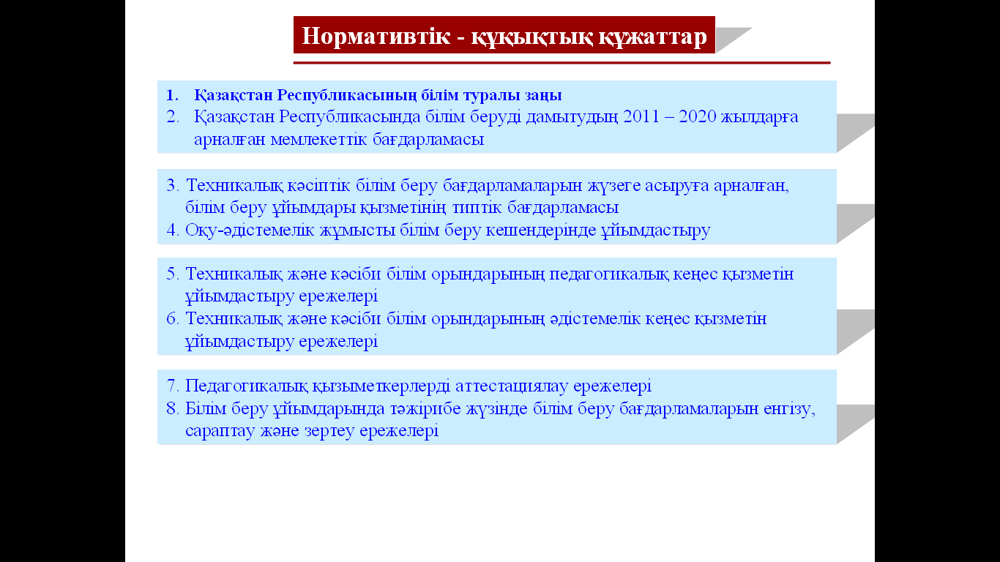 Нормативтік - құқықтық құжаттар
1. Қазақстан Республикасының білім туралы заңы
2. Қазақстан Республикасында білім беруді дамытудың 2011 – 2020 жылдарға
арналған мемлекеттік бағдарламасы
3. Техникалық кәсіптік білім беру бағдарламаларын жүзеге асыруға арналған,
білім беру ұйымдары қызметінің типтік бағдарламасы
4. Оқу-әдістемелік жұмысты білім беру кешендерінде ұйымдастыру
5. Техникалық және кәсіби білім орындарының педагогикалық кеңес қызметін
ұйымдастыру ережелері
6. Техникалық және кәсіби білім орындарының әдістемелік кеңес қызметін
ұйымдастыру ережелері
7. Педагогикалық қызыметкерлерді аттестациялау ережелері
8. Білім беру ұйымдарында тәжірибе жүзінде білім беру бағдарламаларын енгізу,
сараптау және зертеу ережелері